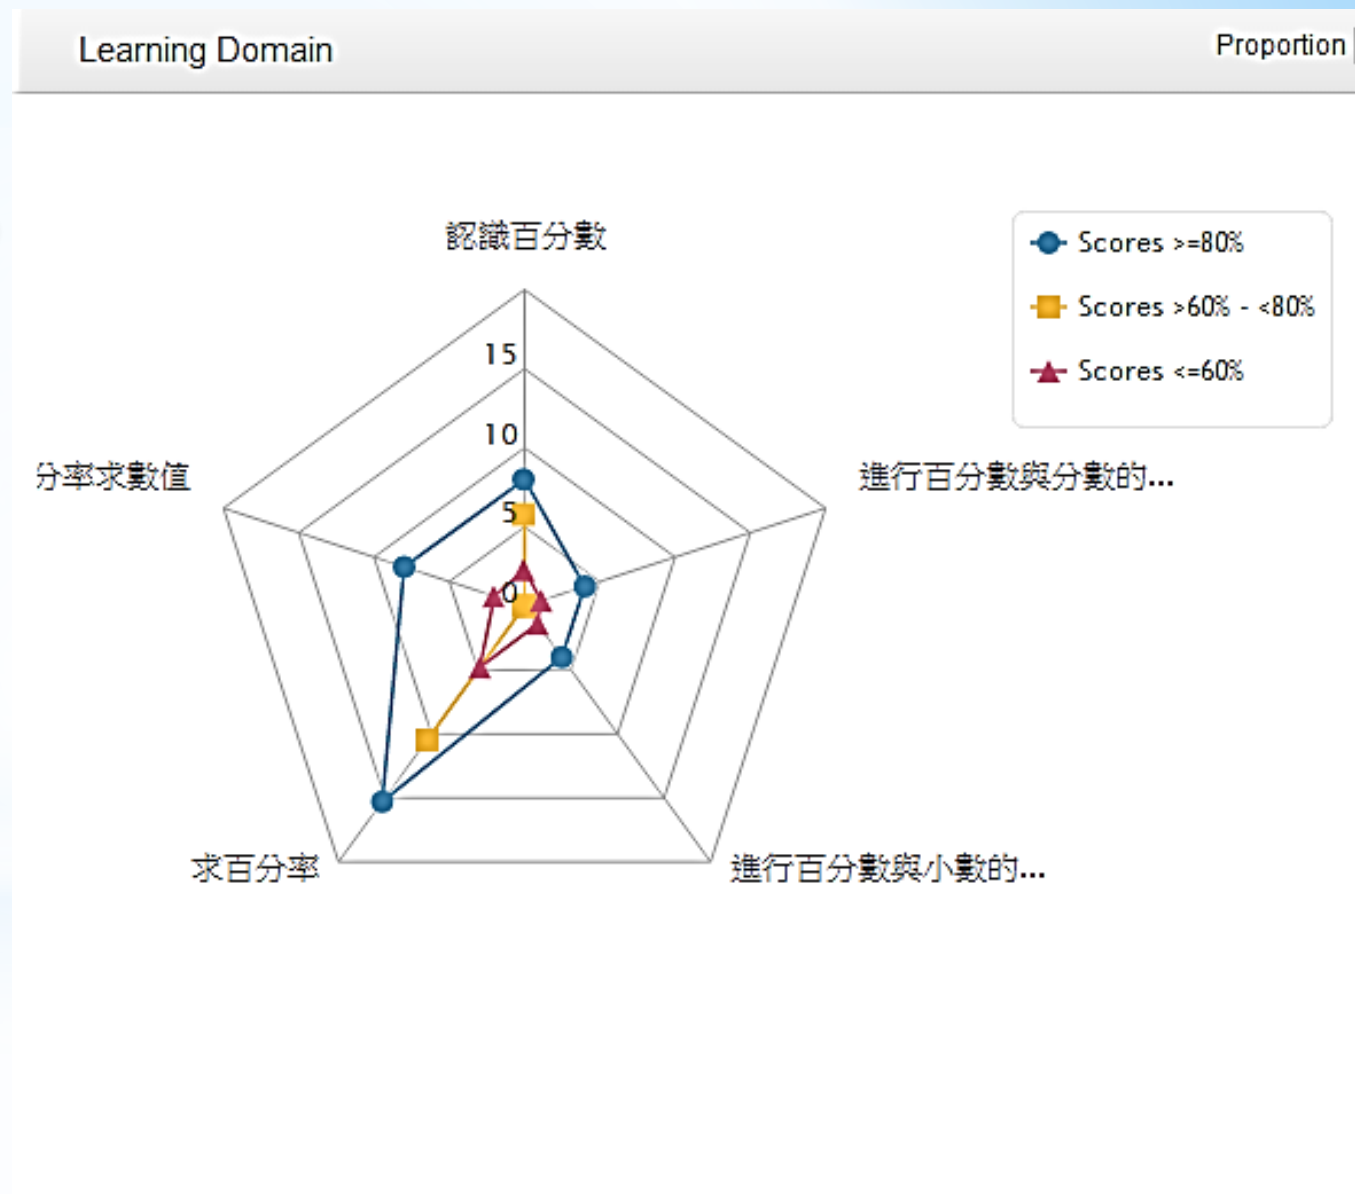 Learning Domain
Proportion
認識百分數
Scores >=80%
Scores >60% - <80%
Scores <=60%
15
10
5
0
分率求數值
進行百分數與分數的...
求百分率
進行百分數與小數的...